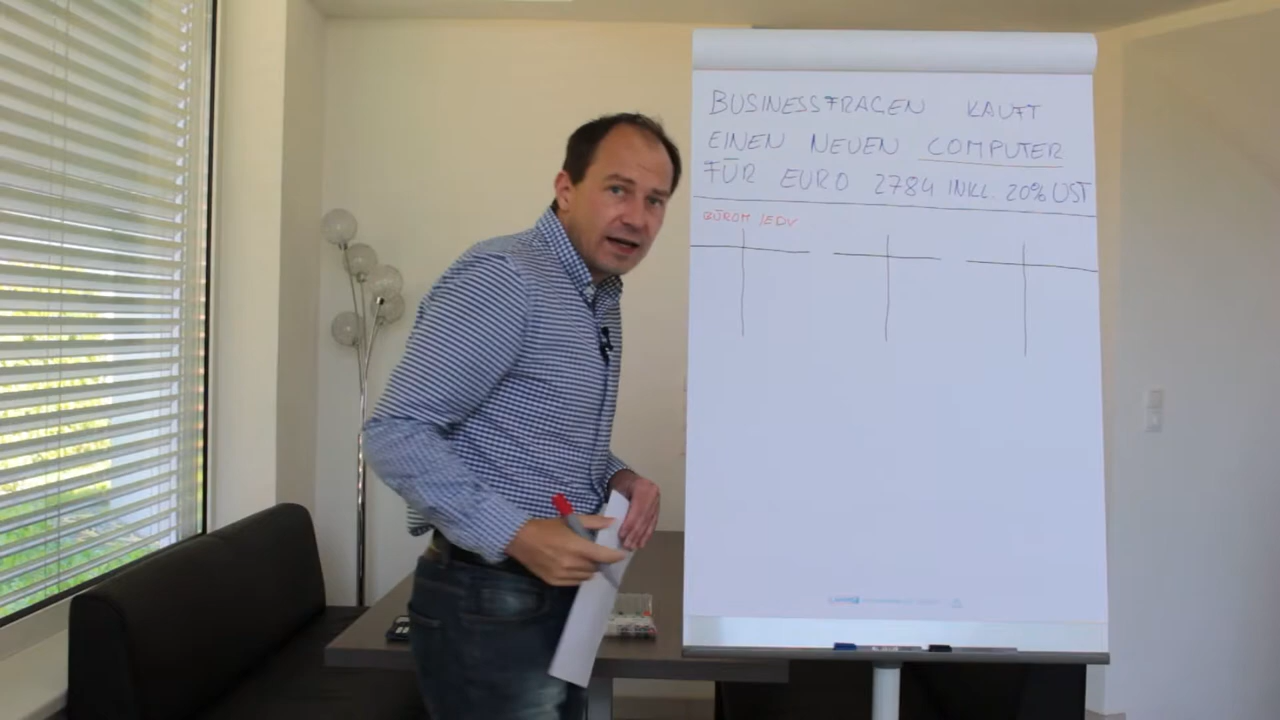 BUSINESSFRAGEN KAUFT
EINEN NEUEN COMPUTER
FÜR EURO 2784 INKL. 20% UST
BÜROM /EDV